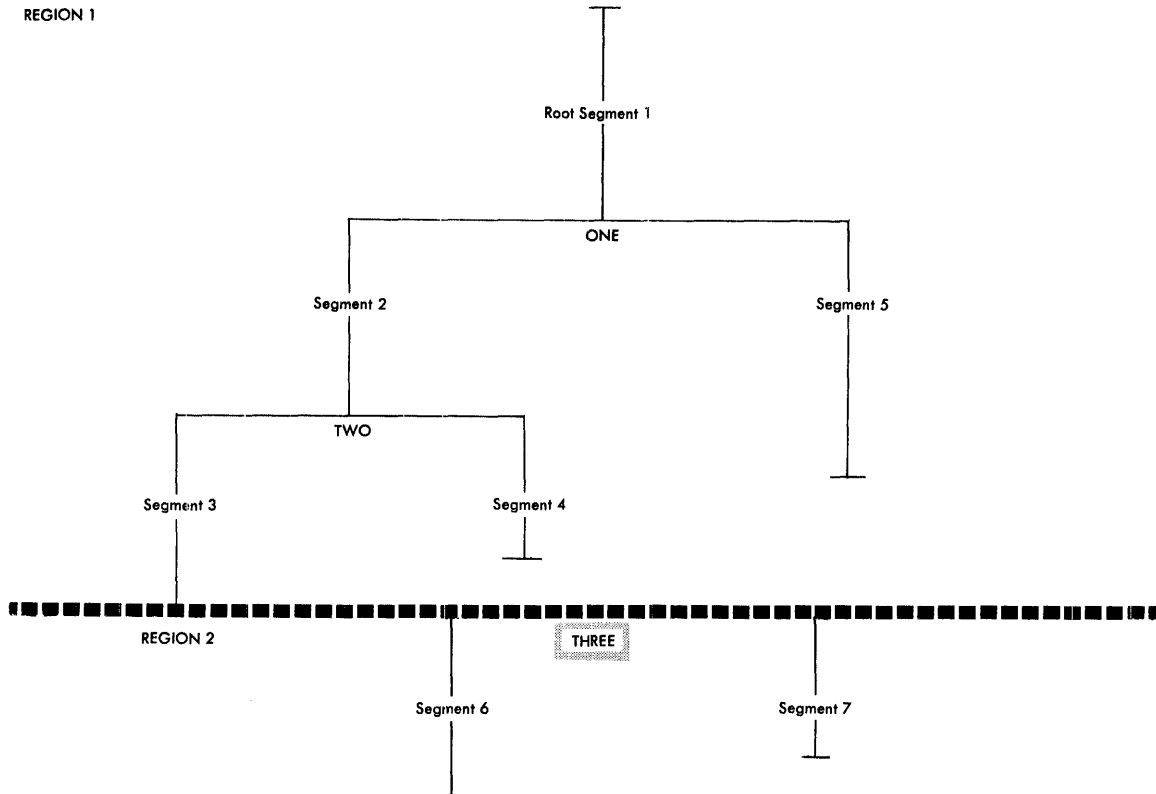 REGION 1
Root Segment 1
ONE
Segment 2
Segment 5
TWO
Segment 3
Segment 4
REGION 2
THREE
Segment 6
Segment 7